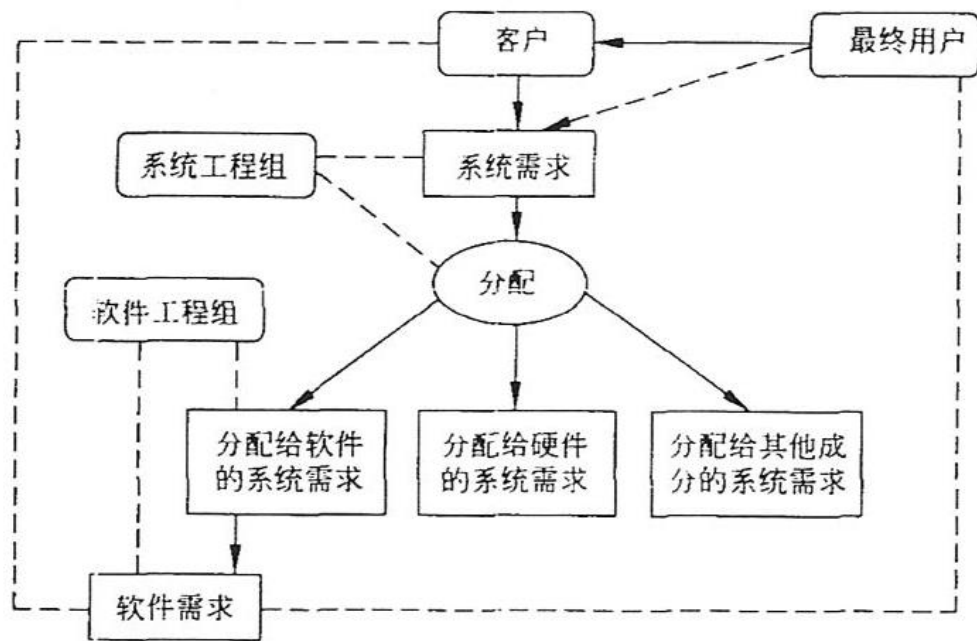 客户
最终用户
系统工程组
系统需求
分配
软件工程组
分配给软件
的系统需求
分配给硬件
的系统需求
分配给其他成
分的系统需求
软件需求